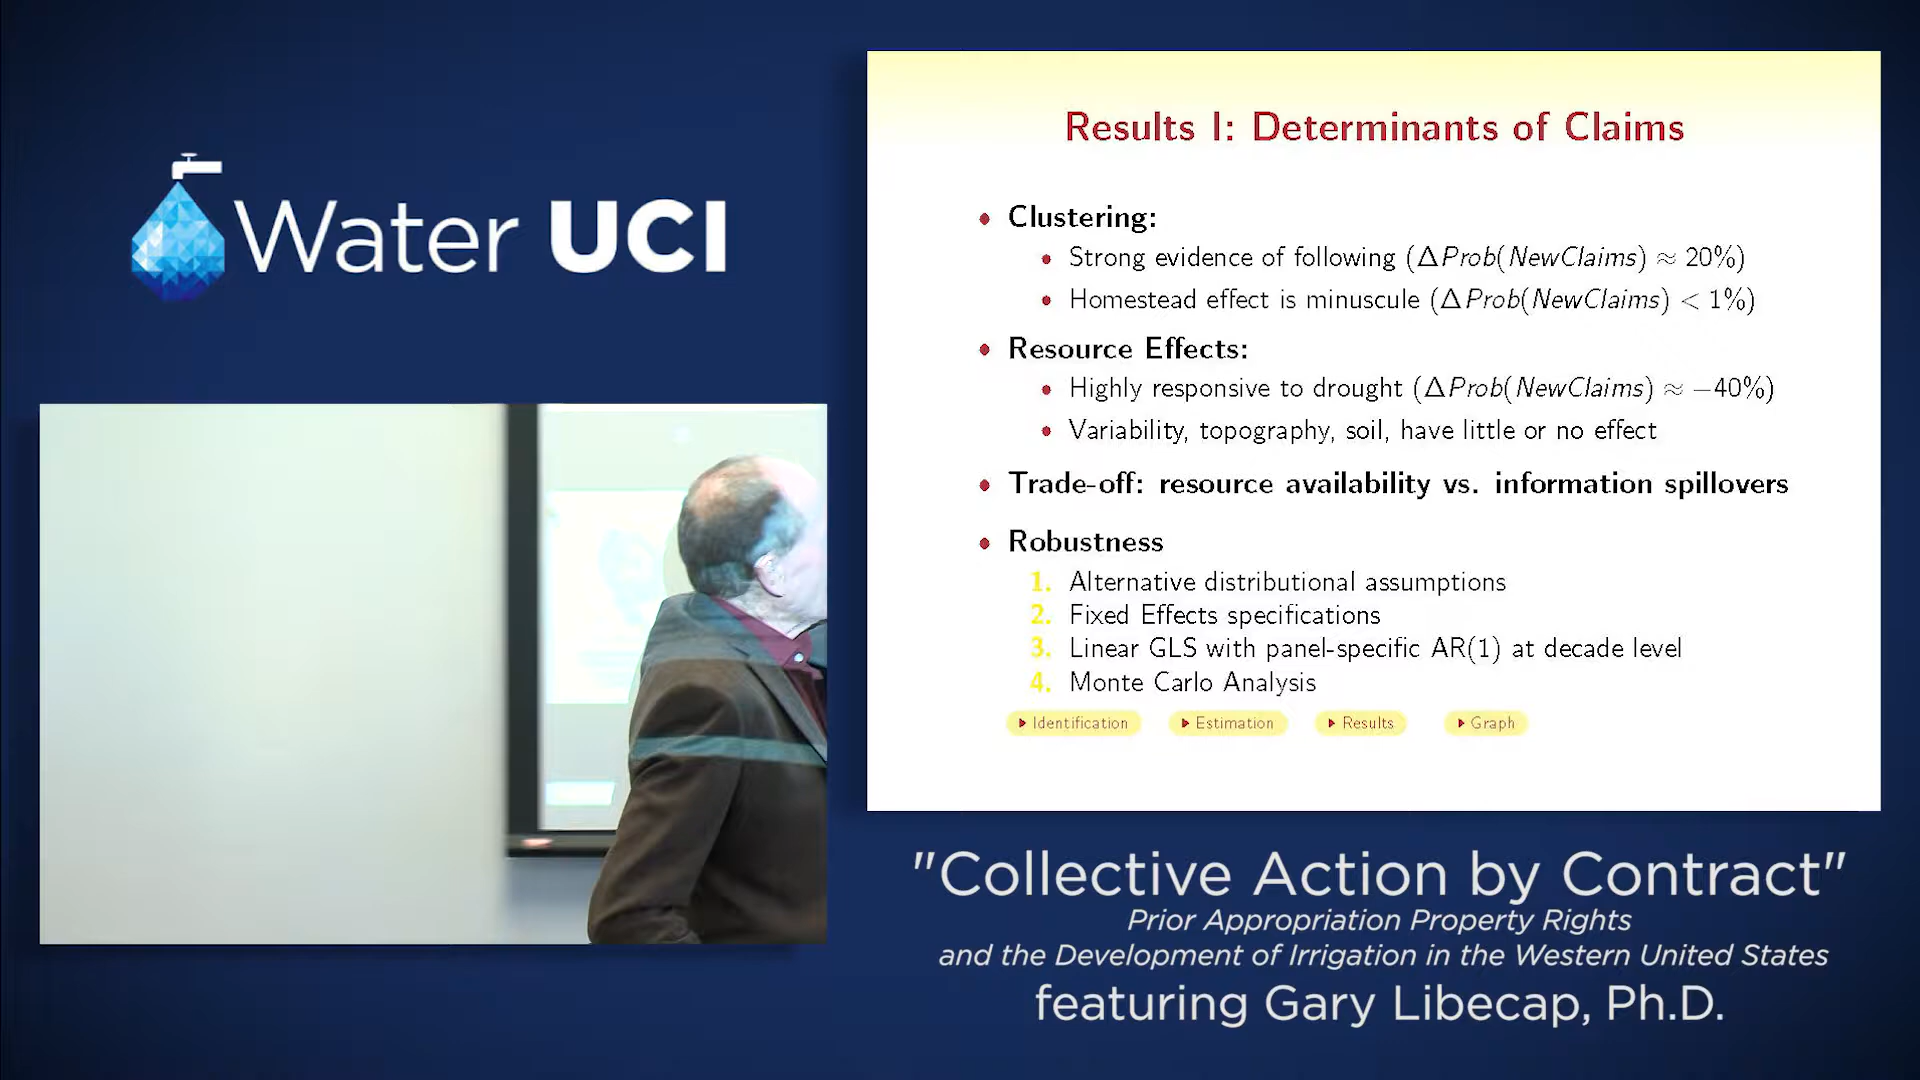 Water UCI
Results I: Determinants of Claims
• Clustering:
• Strong evidence of following (ΔProb(NewClaims) ≈ 20%)
• Homestead effect is minuscule (ΔProb(NewClaims) < 1%)
• Resource Effects:
• Highly responsive to drought (ΔProb(NewClaims) ≈ −40%)
• Variability, topography, soil, have little or no effect
• Trade-off: resource availability vs. information spillovers
• Robustness
1. Alternative distributional assumptions
2. Fixed Effects specifications
3. Linear GLS with panel-specific AR(1) at decade level
4. Monte Carlo Analysis
Identification Estimation Results Graph
"Collective Action by Contract"
Prior Appropriation Property Rights
and the Development of Irrigation in the Western United States
featuring Gary Libecap, Ph.D.